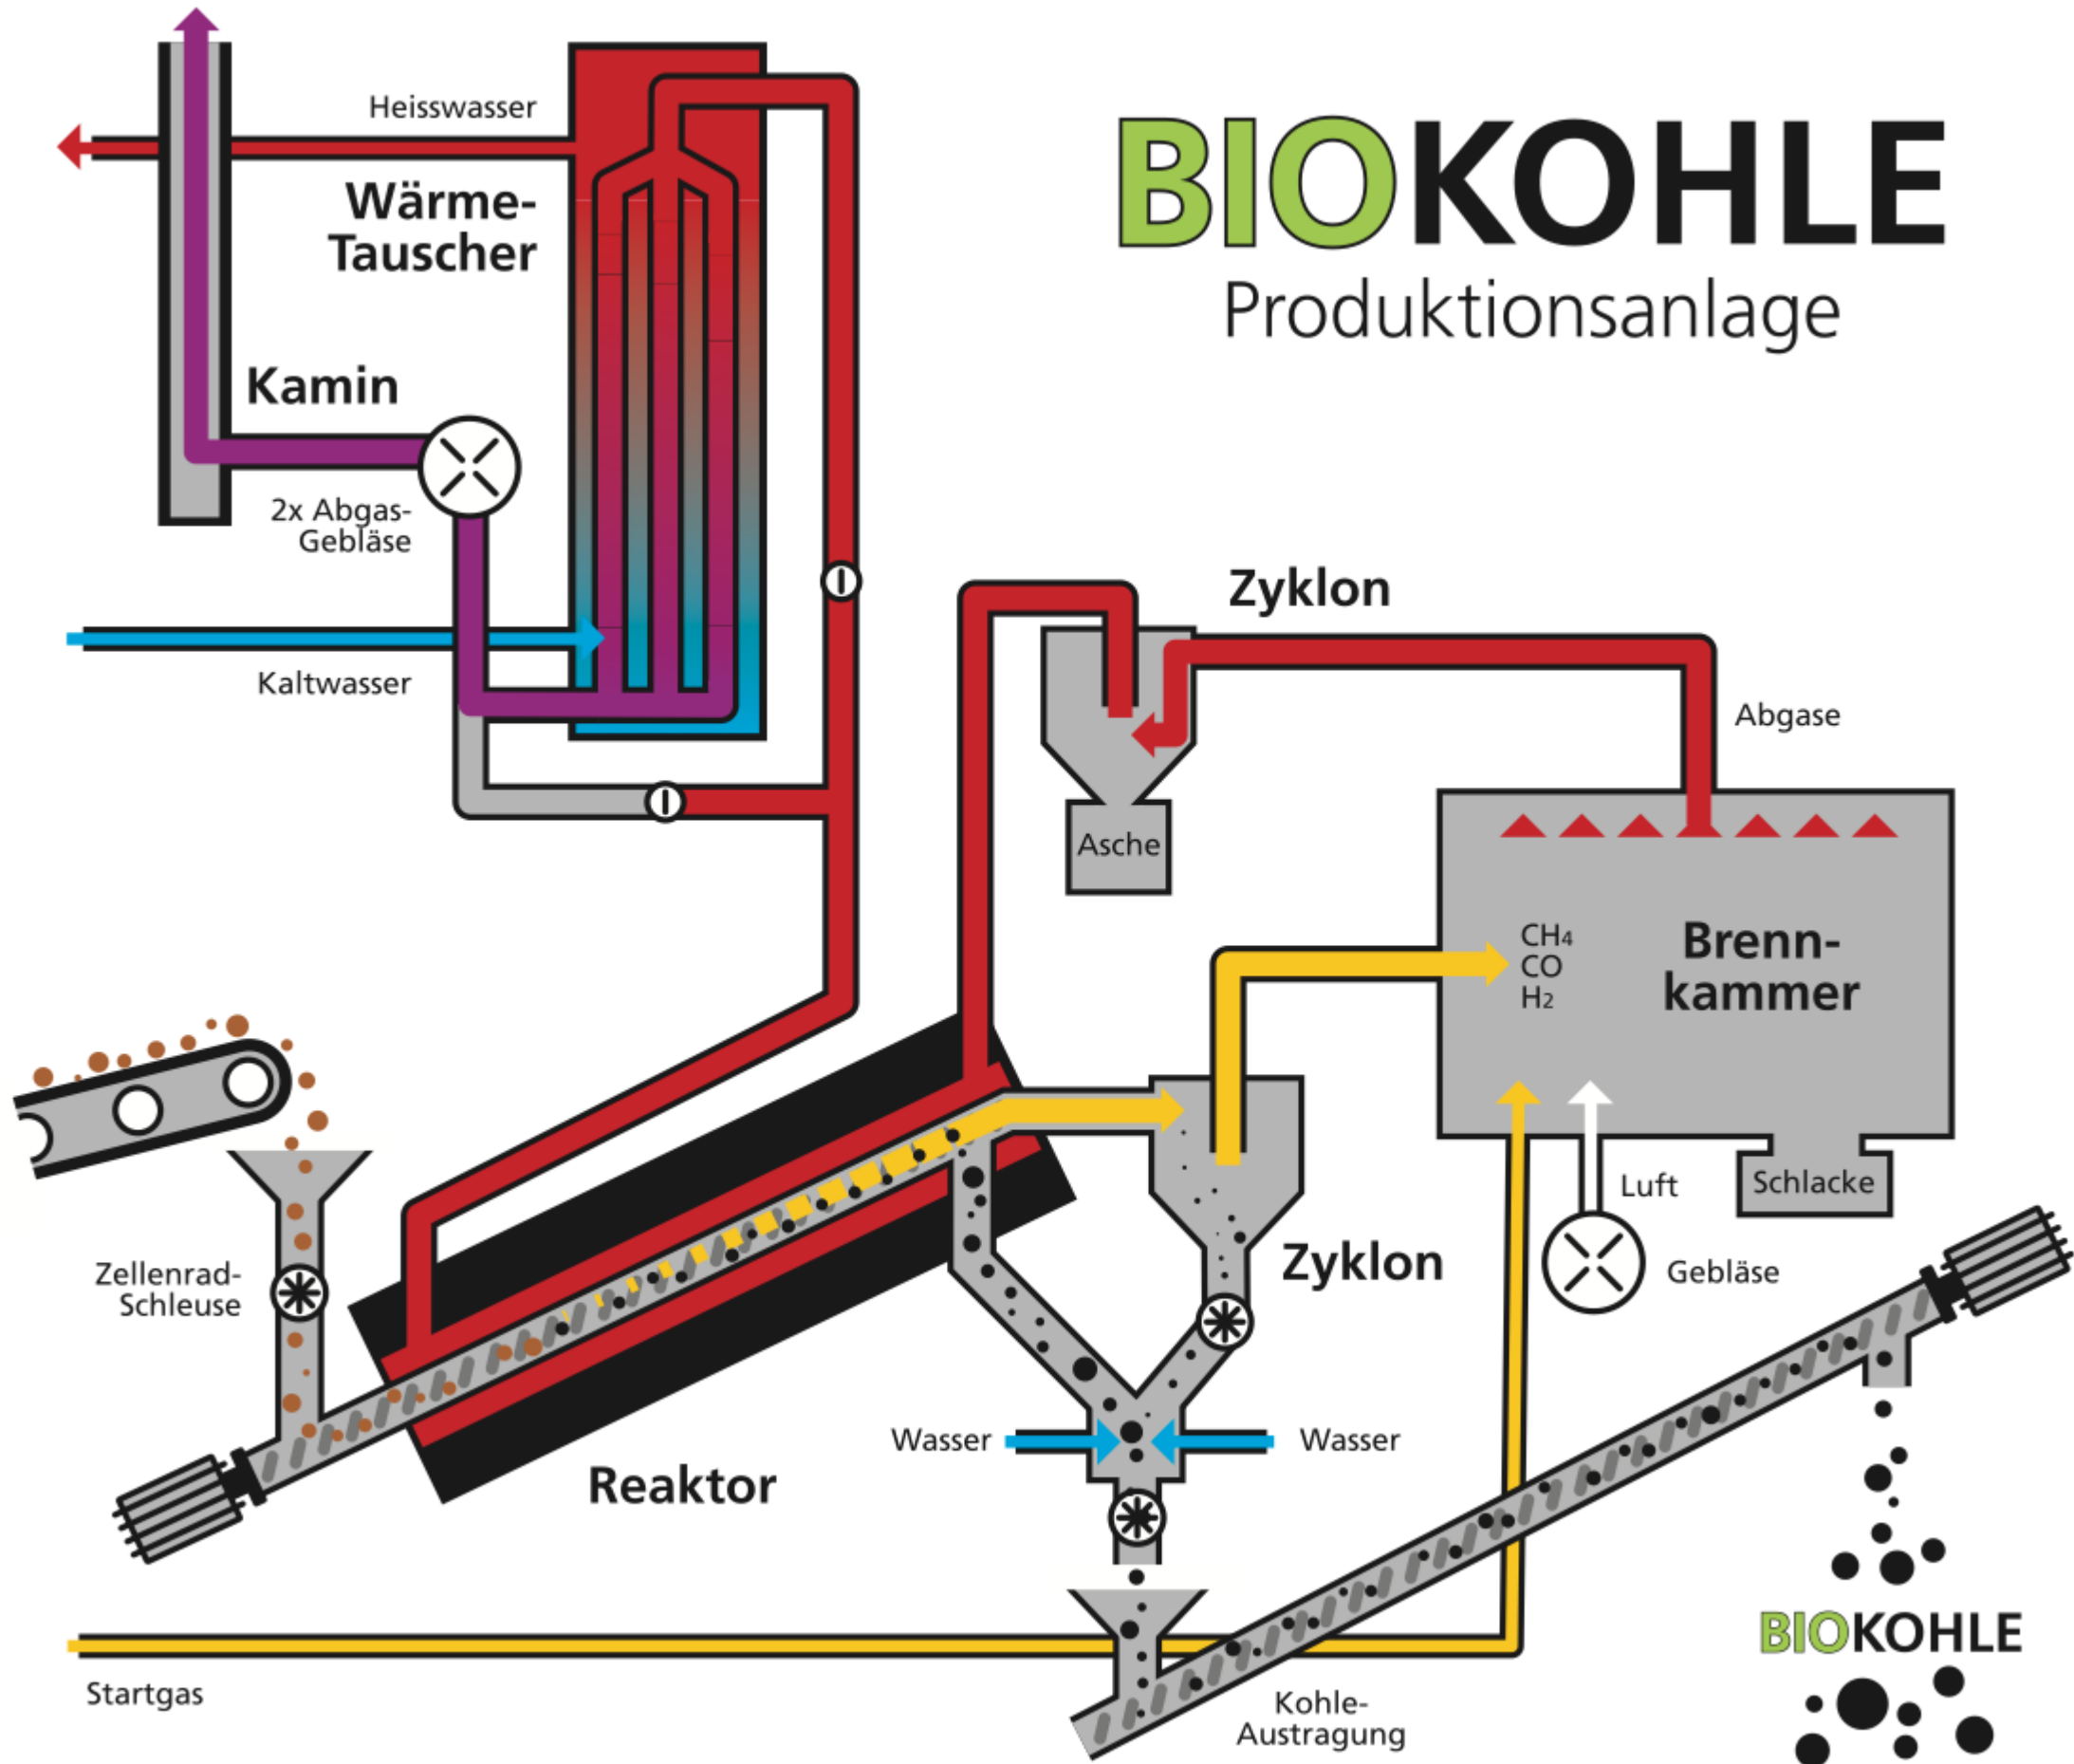 BIOKOHLE
Produktionsanlage
Heisswasser
Wärme-
Tauscher
Kamin
2x Abgas-
Gebläse
Kaltwasser
Zyklon
Abgase
Asche
CH4
CO
H2
Brenn-
kammer
Schlacke
Luft
Gebläse
Zyklon
Zellenrad-
Schleuse
Wasser
Wasser
Reaktor
BIOKOHLE
Startgas
Kohle-
Austragung